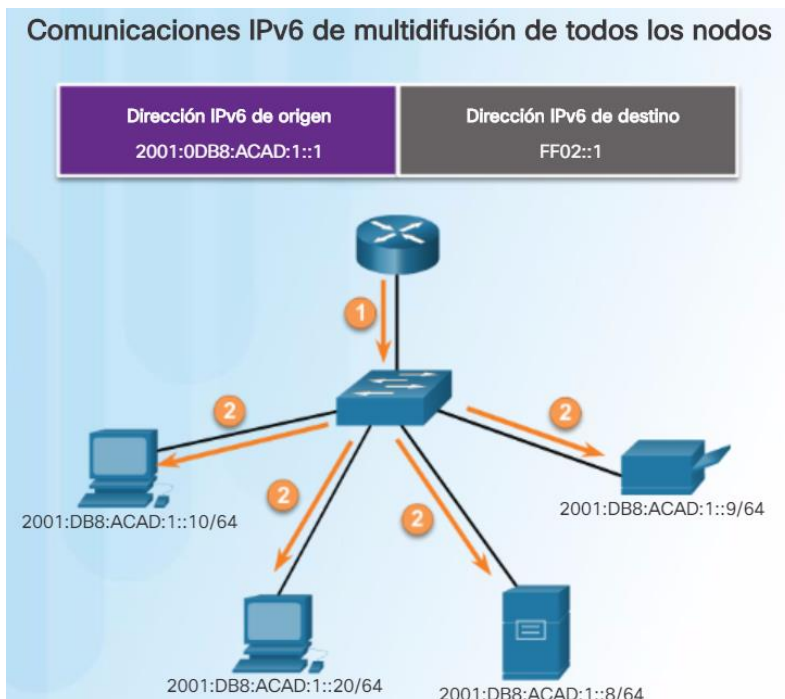 Comunicaciones IPv6 de multidifusión de todos los nodos
Dirección IPv6 de origen
2001:0DB8:ACAD:1::1
Dirección IPv6 de destino
FF02::1
1
2
2
2
2
2001:DB8:ACAD:1::10/64
2001:DB8:ACAD:1::9/64
2001:DB8:ACAD:1::20/64
2001:DB8:ACAD:1::8/64